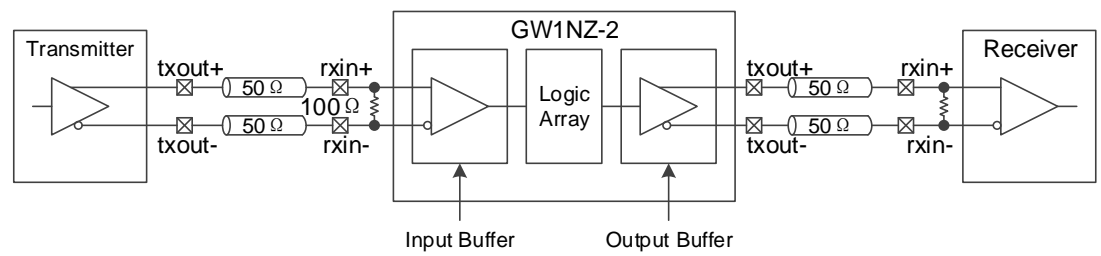 GW1NZ-2
Transmitter
Receiver
txout+
rxin+
txout+
rxin+
50 Ω
50 Ω
100 Ω
Logic
Array
50 Ω
50 Ω
txout-
rxin-
txout-
rxin-
Input Buffer
Output Buffer